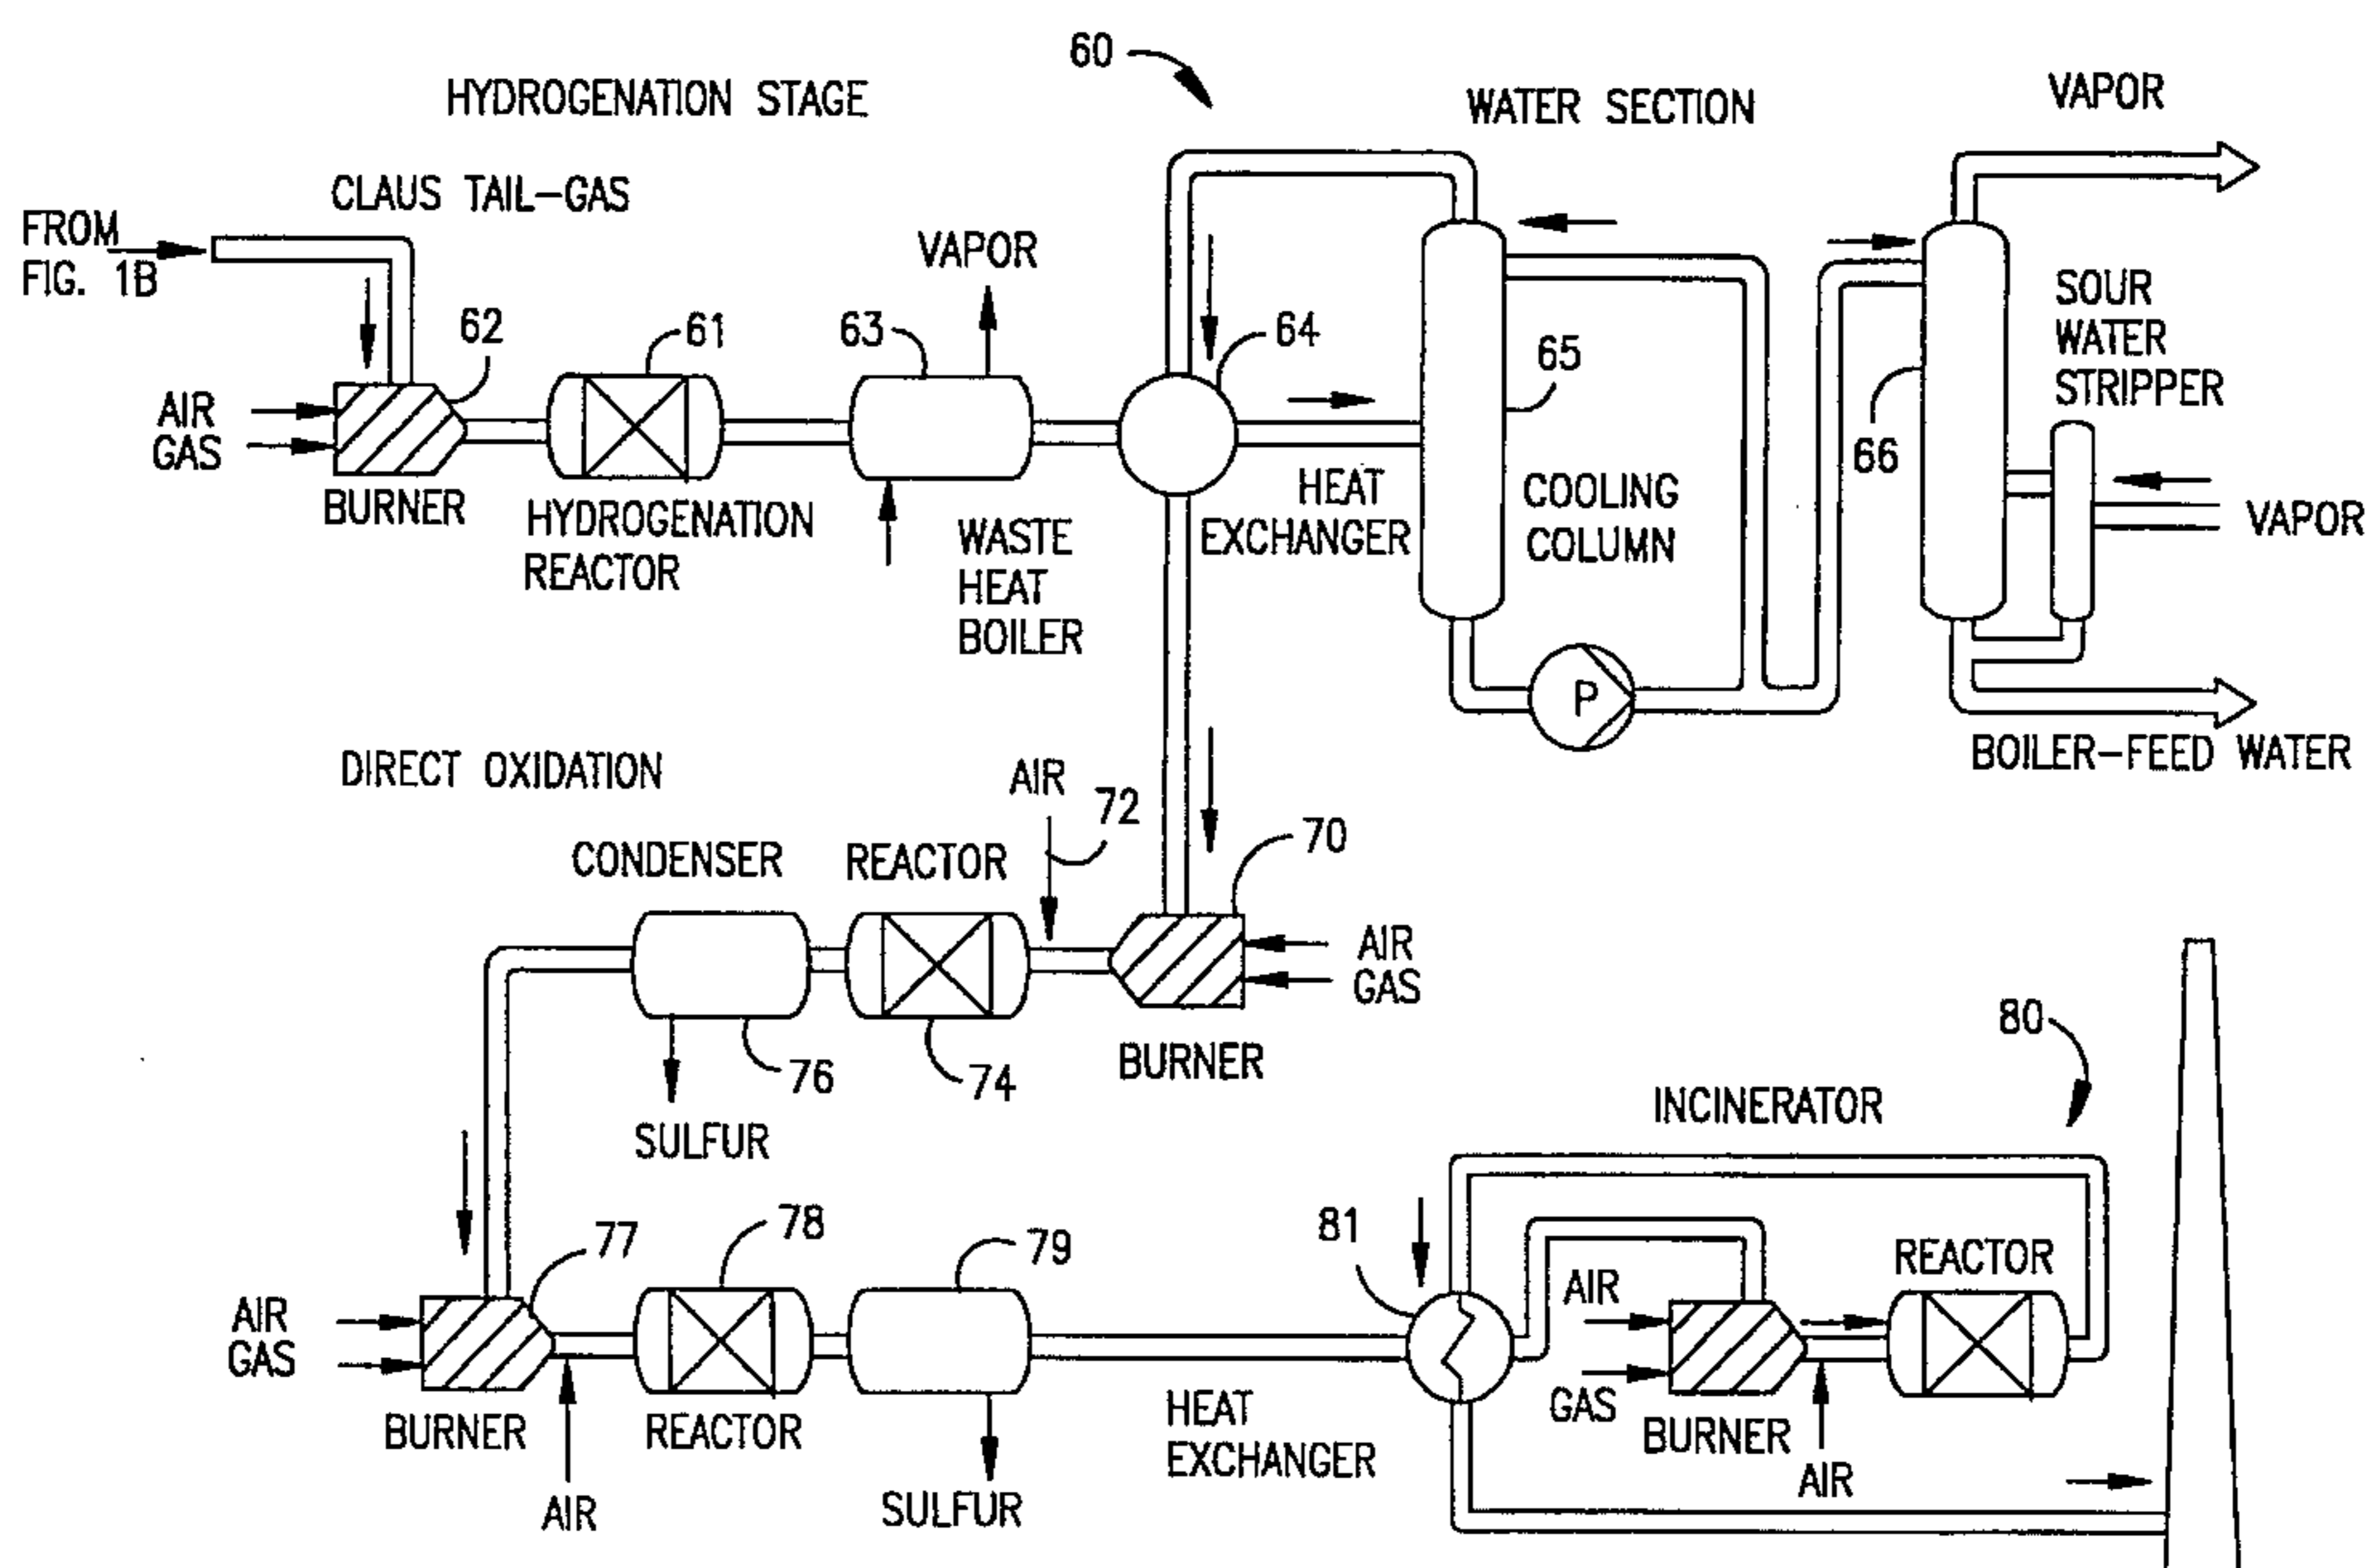 60
HYDROGENATION STAGE
WATER SECTION
VAPOR
CLAUS TAIL-GAS
FROM
FIG. 1B
VAPOR
62
61
63
64
65
SOUR
WATER
STRIPPER
66
AIR
GAS
BURNER
HYDROGENATION
REACTOR
WASTE
HEAT
BOILER
HEAT
EXCHANGER
COOLING
COLUMN
VAPOR
P
BOILER-FEED WATER
DIRECT OXIDATION
AIR
72
70
CONDENSER
REACTOR
AIR
GAS
76
74
BURNER
SULFUR
80
INCINERATOR
77
78
79
81
AIR
REACTOR
AIR
GAS
GAS
BURNER
REACTOR
HEAT
EXCHANGER
BURNER
AIR
AIR
SULFUR